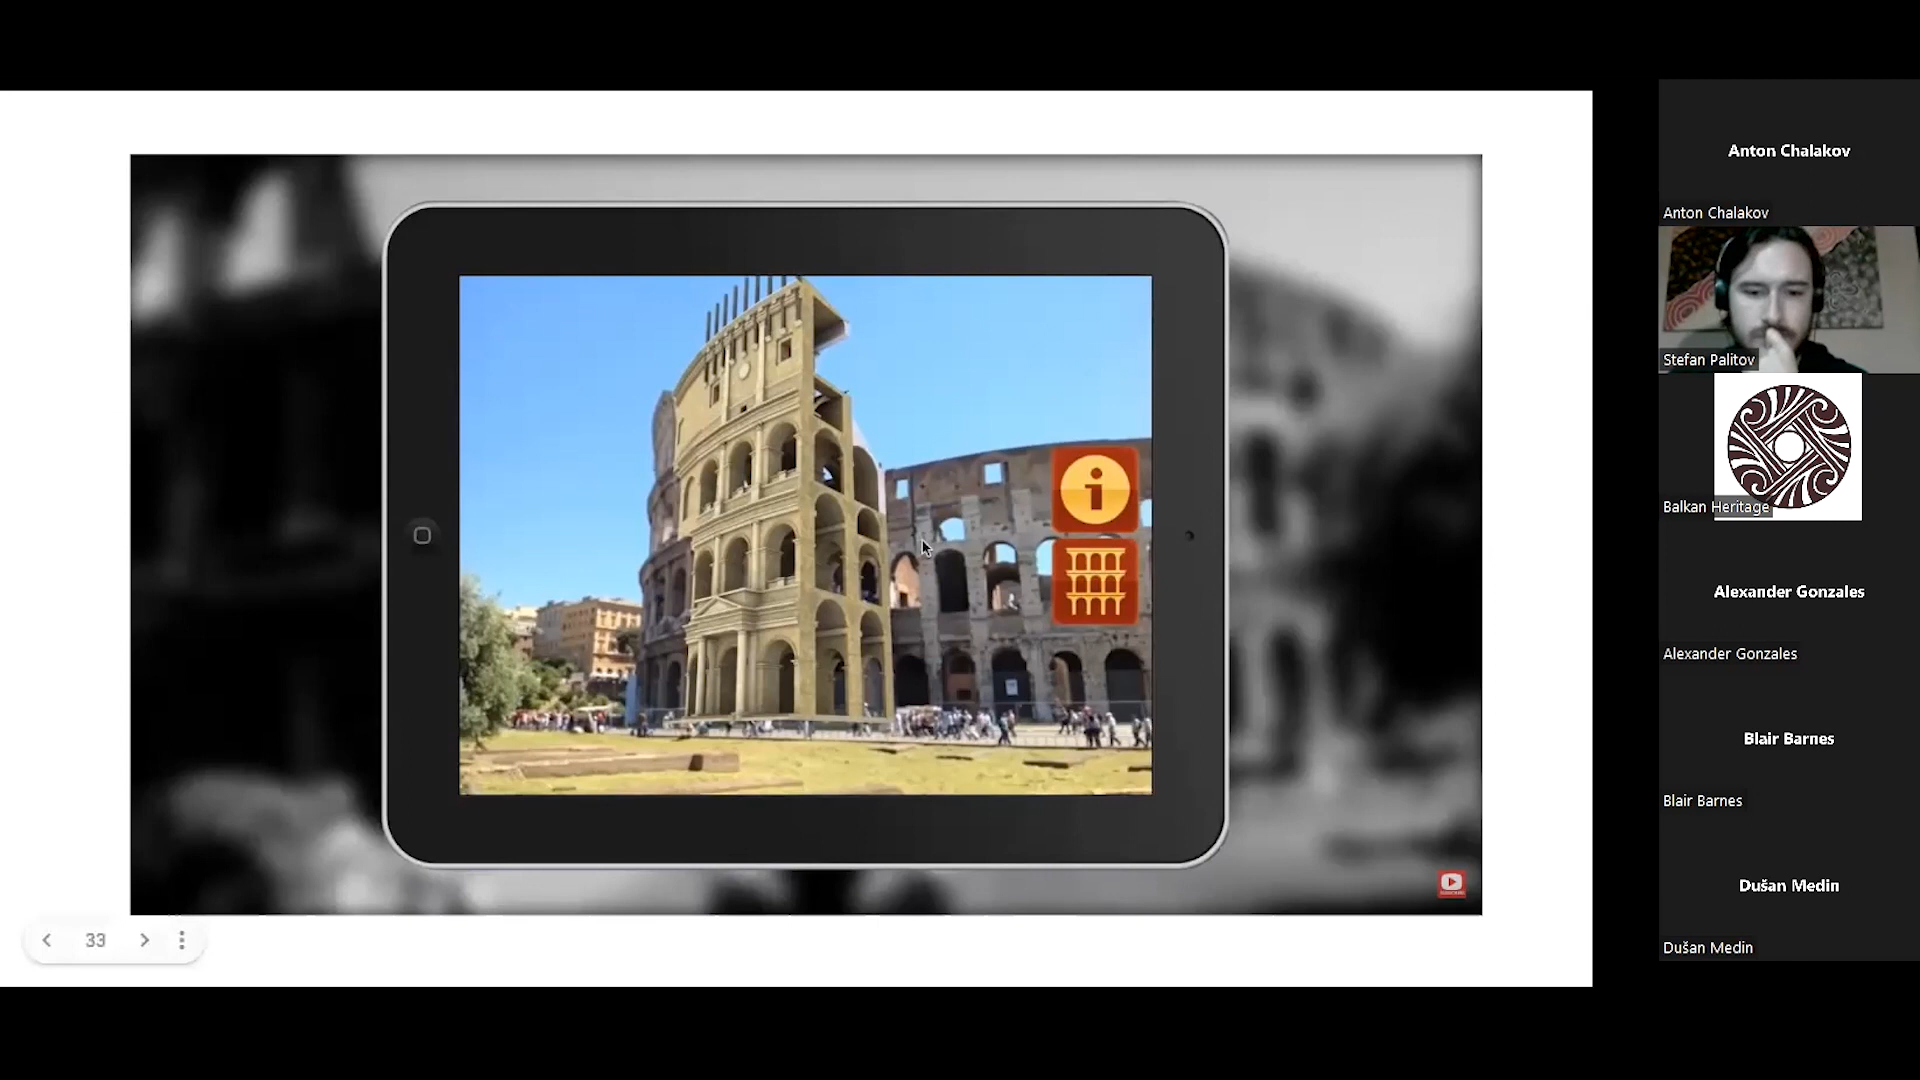 33
Anton Chalakov
Anton Chalakov
Stefan Palitov
Balkan Heritage
Alexander Gonzales
Alexander Gonzales
Blair Barnes
Blair Barnes
Dušan Medin
Dušan Medin